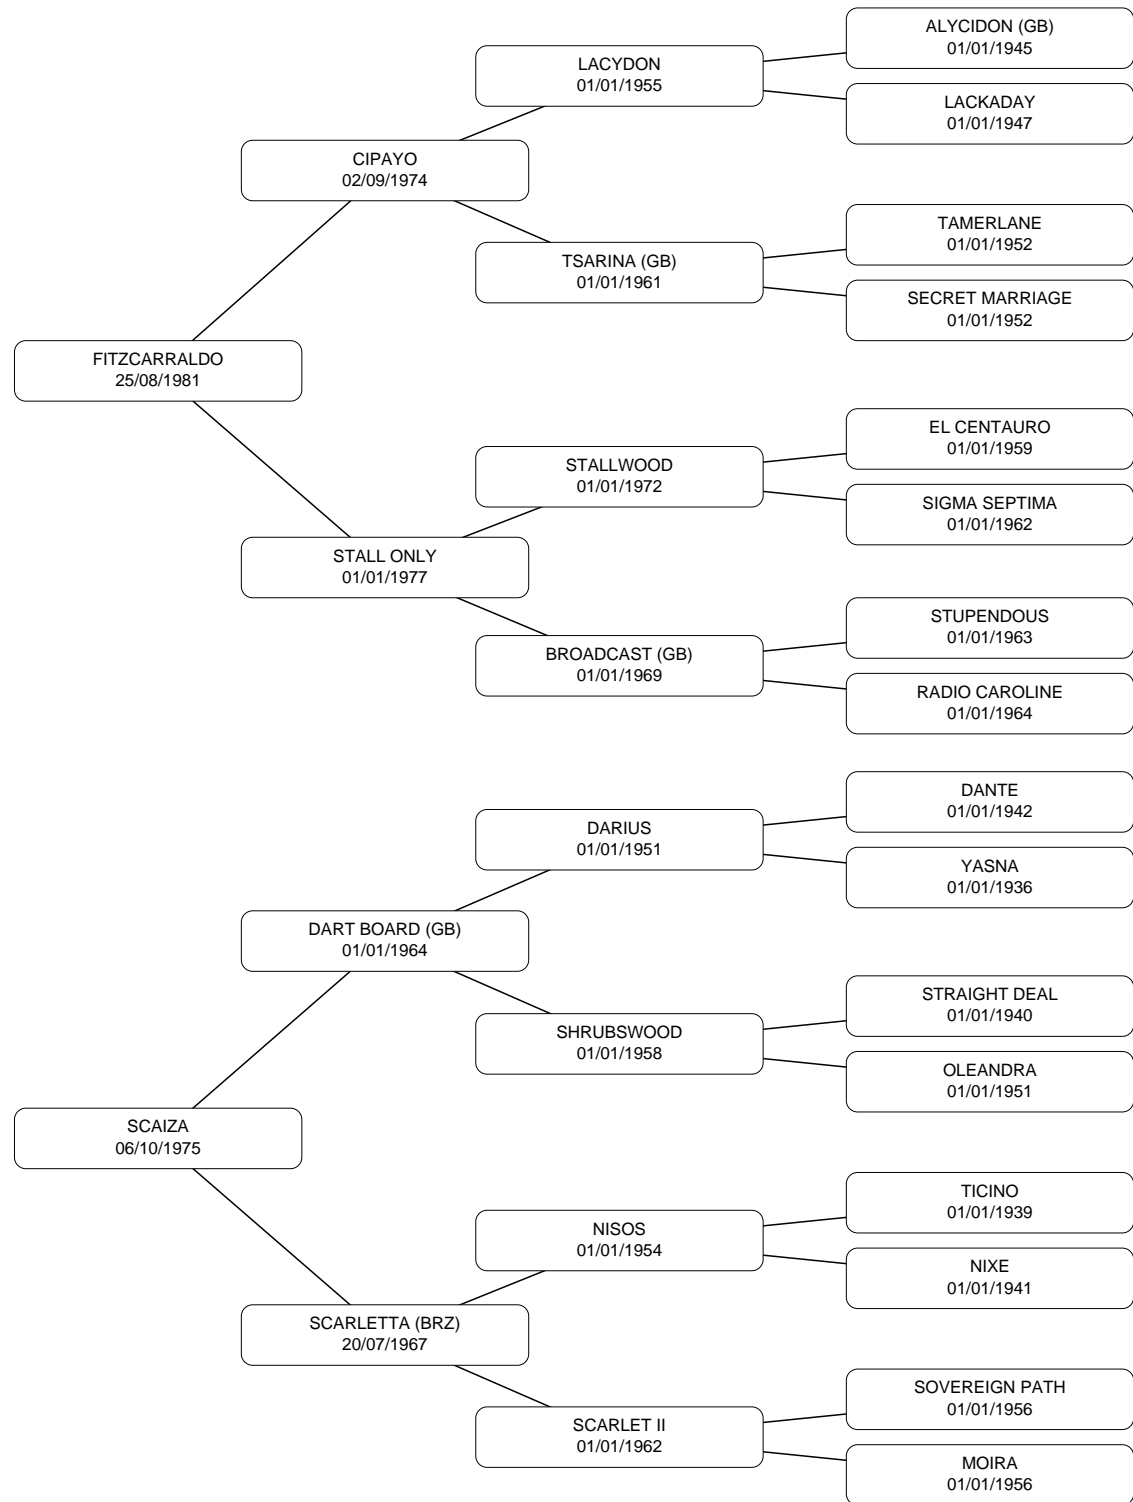 ALYCIDON (GB)
01/01/1945
LACYDON
01/01/1955
LACKADAY
01/01/1947
CIPAYO
02/09/1974
TAMERLANE
01/01/1952
TSARINA (GB)
01/01/1961
SECRET MARRIAGE
01/01/1952
FITZCARRALDO
25/08/1981
EL CENTAURO
01/01/1959
STALLWOOD
01/01/1972
SIGMA SEPTIMA
01/01/1962
STALL ONLY
01/01/1977
STUPENDOUS
01/01/1963
BROADCAST (GB)
01/01/1969
RADIO CAROLINE
01/01/1964
DANTE
01/01/1942
DARIUS
01/01/1951
YASNA
01/01/1936
DART BOARD (GB)
01/01/1964
STRAIGHT DEAL
01/01/1940
SHRUBSWOOD
01/01/1958
OLEANDRA
01/01/1951
SCAIZA
06/10/1975
TICINO
01/01/1939
NISOS
01/01/1954
NIXE
01/01/1941
SCARLETTA (BRZ)
20/07/1967
SOVEREIGN PATH
01/01/1956
SCARLET II
01/01/1962
MOIRA
01/01/1956